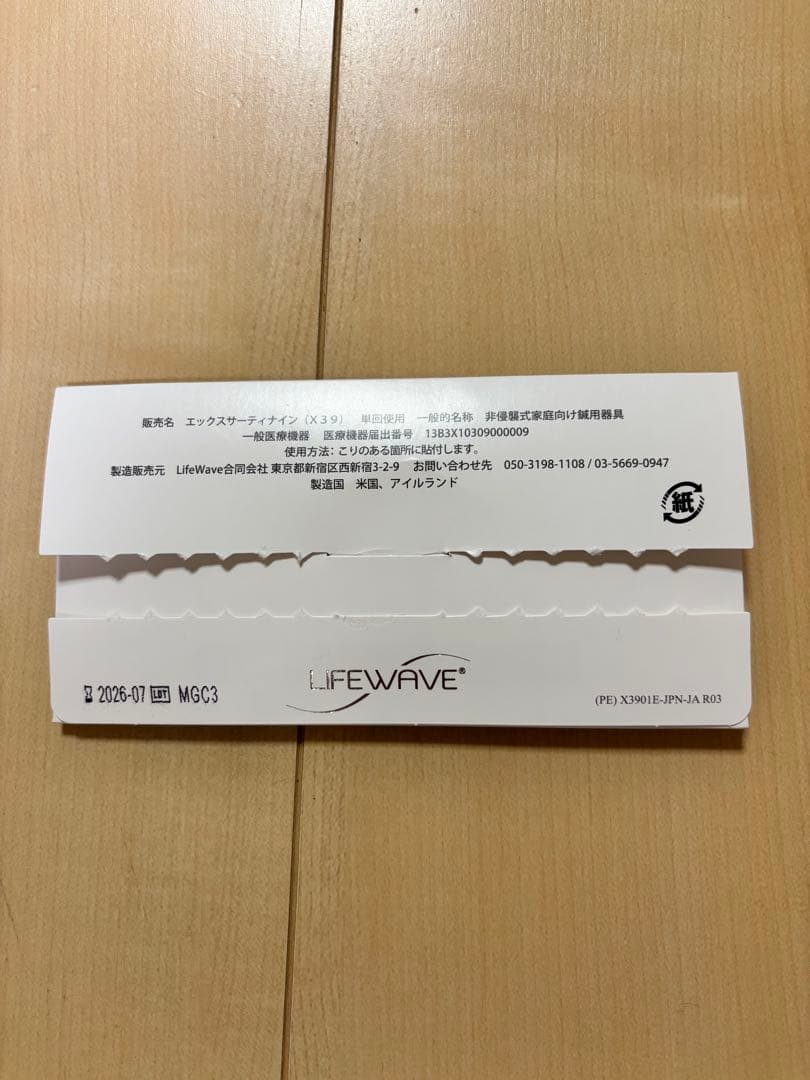 販売名 エックスサーティナイン（X39） 単回使用 一般的名称 非侵襲式家庭向け鍼用器具
一般医療機器 医療機器届出番号 13B3X10309000009
使用方法：こりのある箇所に貼付します。
製造販売元 LifeWave合同会社 東京都新宿区西新宿3-2-9 お問い合わせ先 050-3198-1108 / 03-5669-0947
製造国 米国、アイルランド
紙
LIFEWAVE®
2026-07 LOT MGC3
(PE) X3901E-JPN-JA R03